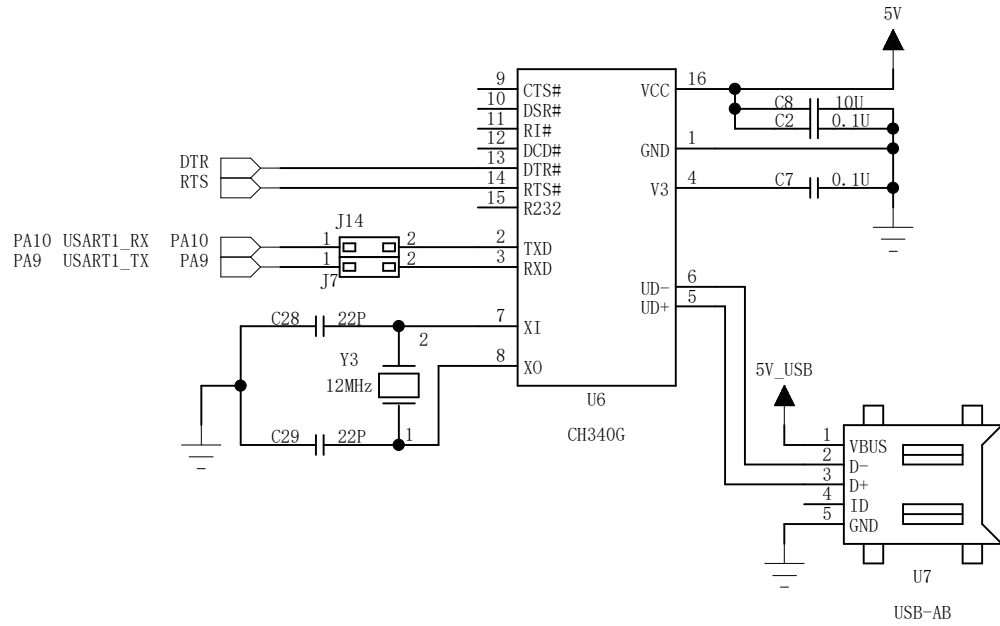 5V
9 CTS# VCC 16
10 DSR# C8 10U
11 RI# C2 0.1U
12 DCD# GND 1
DTR 13 DTR#
RTS 14 RTS# V3 4 C7 0.1U
15 R232
J14
PA10 USART1_RX PA10 1 2 2 TXD
PA9 USART1_TX PA9 1 2 3 RXD
J7
UD- 6
UD+ 5
C28 22P 7 XI
2
Y3 8 XO
12MHz
5V_USB
U6
C29 22P 1 CH340G
1 VBUS
2 D-
3 D+
4 ID
5 GND
U7
USB-AB